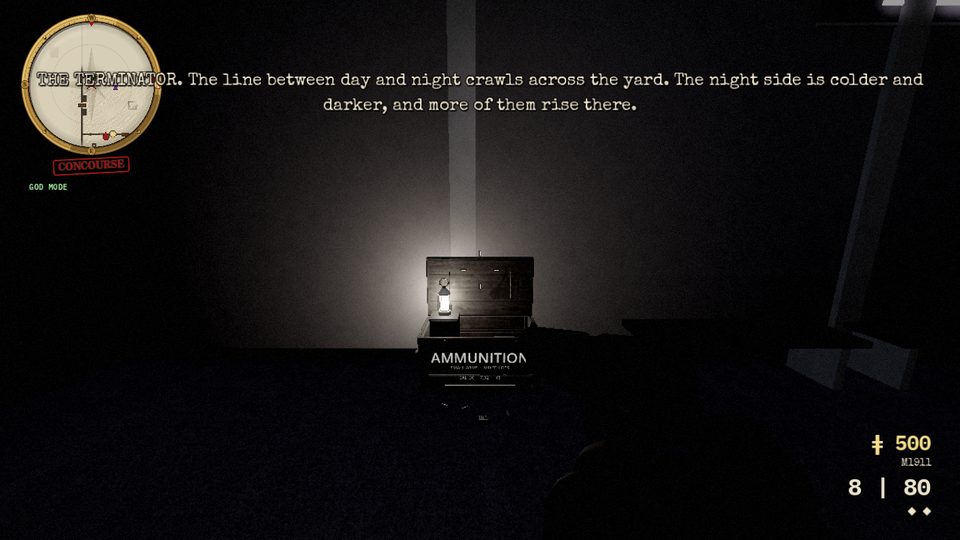 THE TERMINATOR. The line between day and night crawls across the yard. The night side is colder and
darker, and more of them rise there.
CONCOURSE
GOD MODE
AMMUNITION
500
M1911
8 | 80